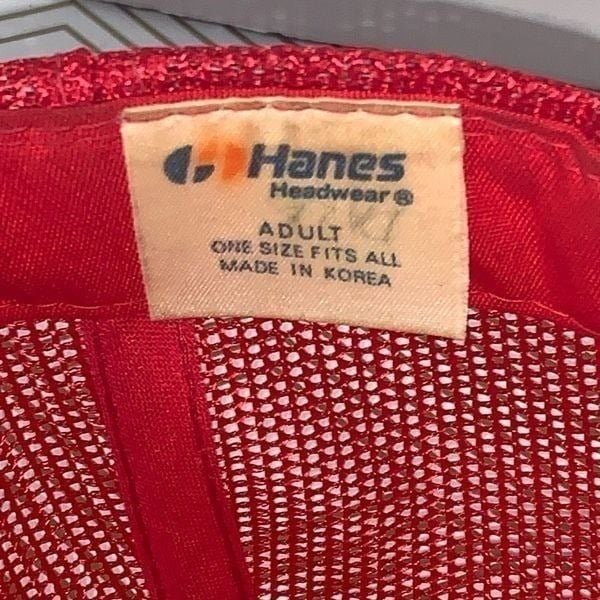 Hanes
Headwear®
ADULT
ONE SIZE FITS ALL
MADE IN KOREA